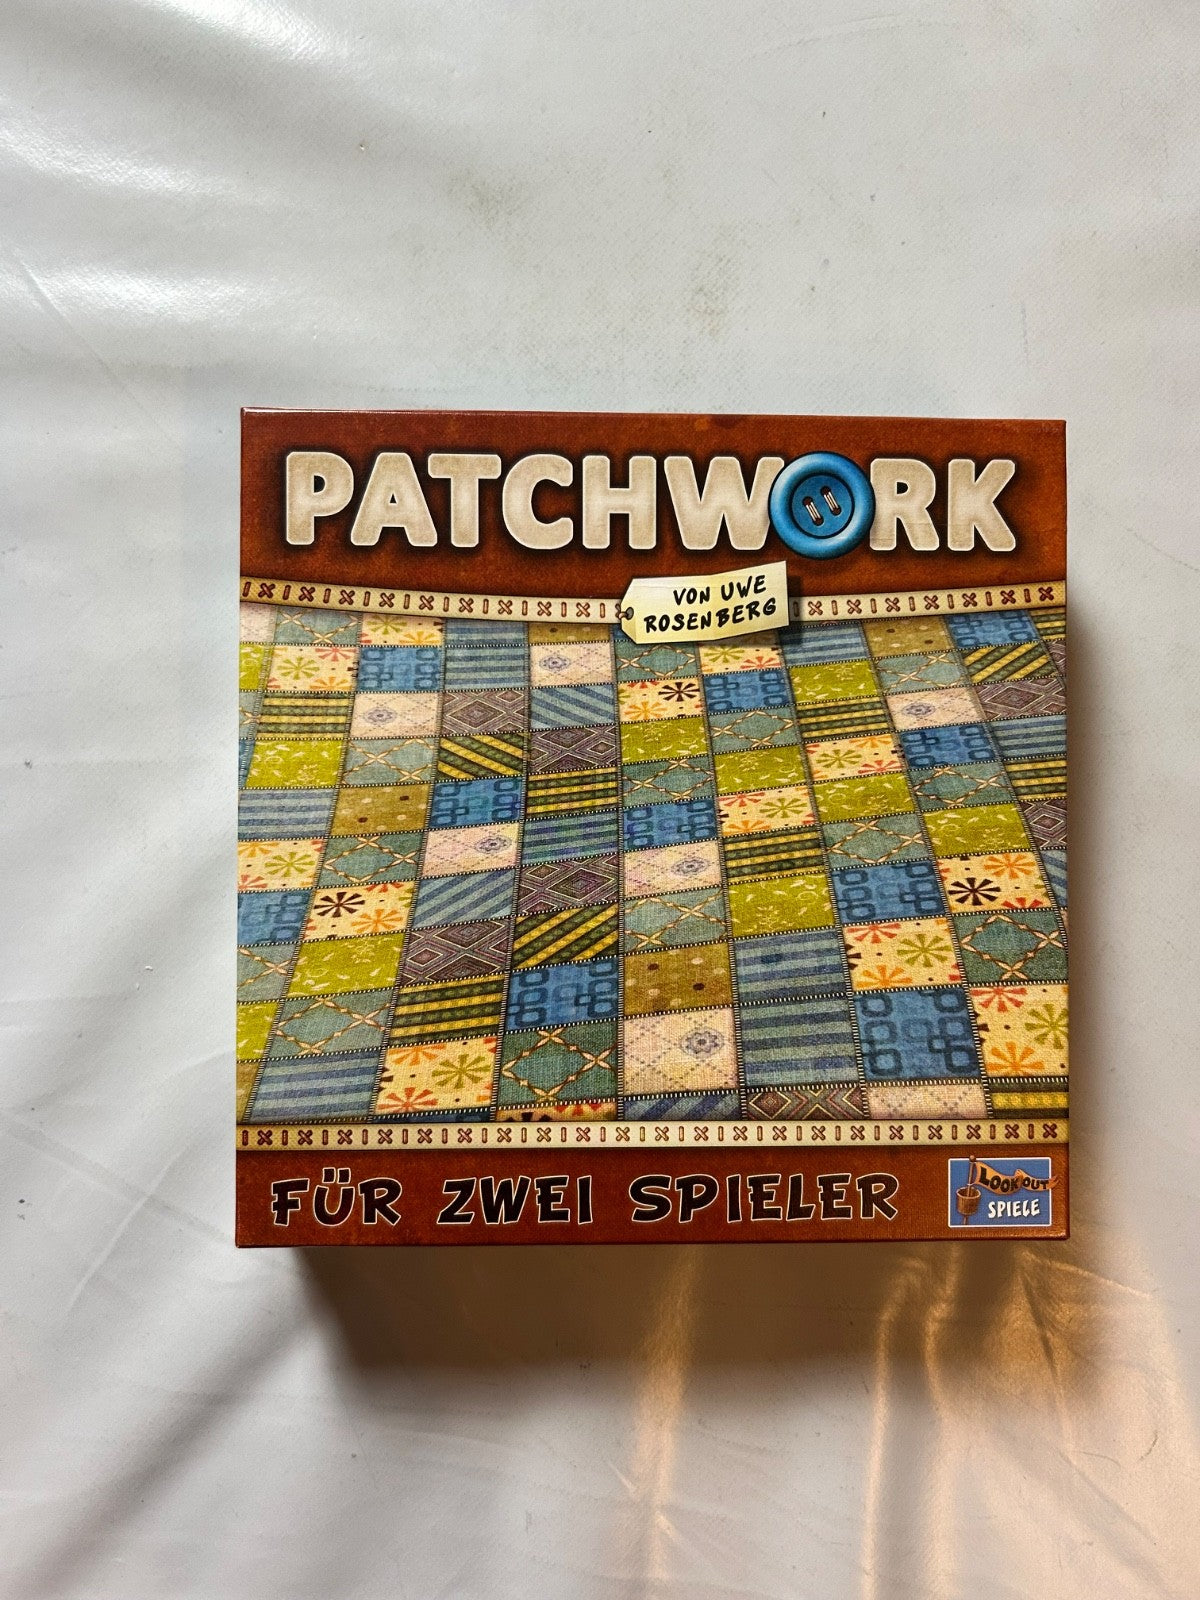 PATCHWORK
VON UWE
ROSENBERG
FÜR ZWEI SPIELER
LOOKOUT
SPIELE